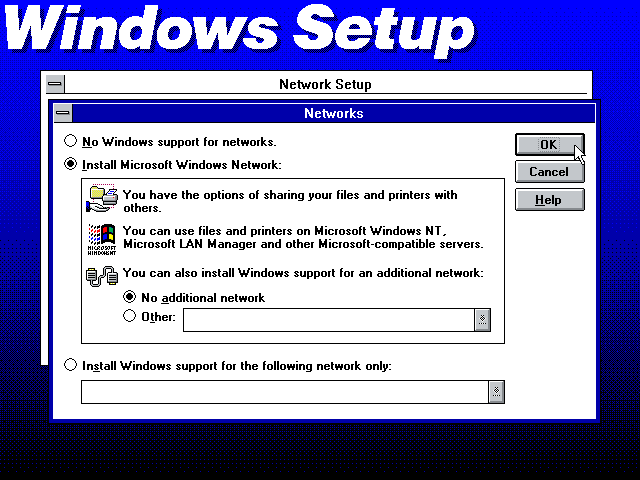 Windows Setup
Network Setup
Networks
No Windows support for networks.
Install Microsoft Windows Network:
You have the options of sharing your files and printers with
others.
You can use files and printers on Microsoft Windows NT,
Microsoft LAN Manager and other Microsoft-compatible servers.
MICROSOFT
WINDOWS NT
You can also install Windows support for an additional network:
No additional network
Other:
Install Windows support for the following network only:
OK
Cancel
Help